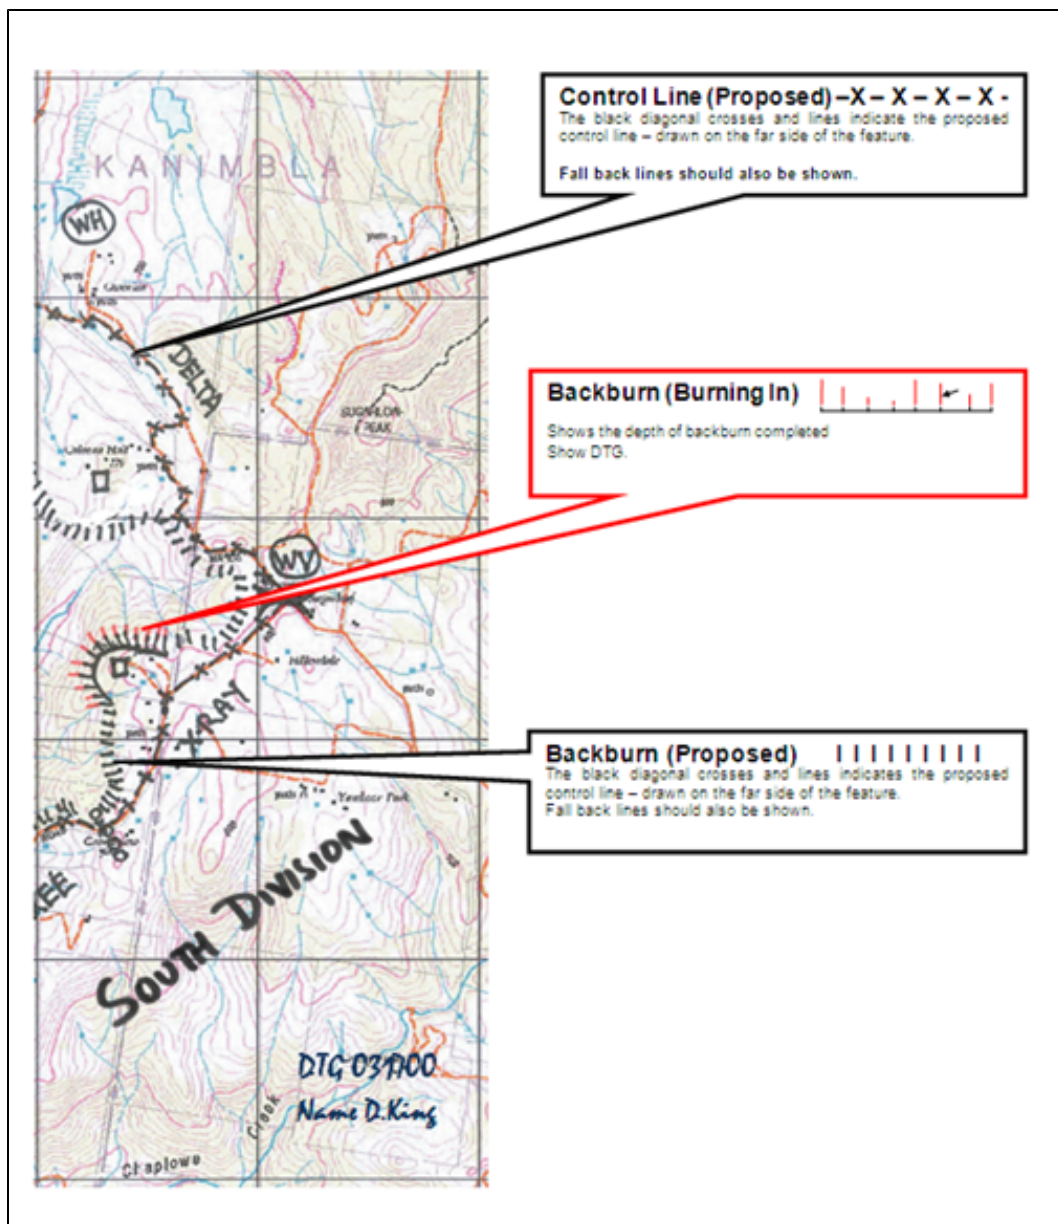 Control Line (Proposed) –X – X – X – X -
The black diagonal crosses and lines indicate the proposed
control line – drawn on the far side of the feature.
Fall back lines should also be shown.
KANIMBLA
WH
DELTA
Backburn (Burning In)
Shows the depth of backburn completed
Show DTG.
PEAK
WY
X-RAY
Backburn (Proposed) I I I I I I I I I
The black diagonal crosses and lines indicates the proposed
control line – drawn on the far side of the feature.
Fall back lines should also be shown.
Park
SOUTH DIVISION
DTG 031700
Name D.King
Creek